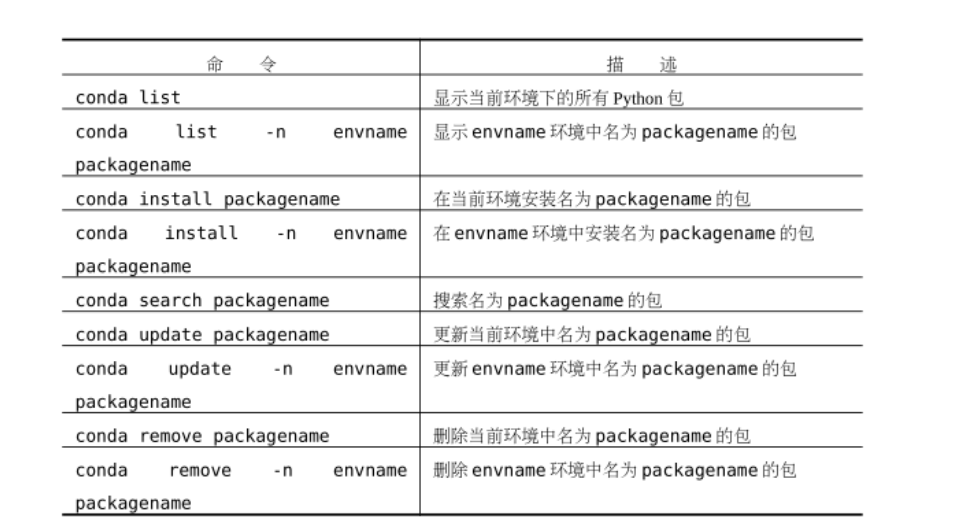 命 令 描 述
conda list 显示当前环境下的所有 Python 包
conda list -n envname 显示 envname 环境中名为 packagename 的包
packagename
conda install packagename 在当前环境安装名为 packagename 的包
conda install -n envname 在 envname 环境中安装名为 packagename 的包
packagename
conda search packagename 搜索名为 packagename 的包
conda update packagename 更新当前环境中名为 packagename 的包
conda update -n envname 更新 envname 环境中名为 packagename 的包
packagename
conda remove packagename 删除当前环境中名为 packagename 的包
conda remove -n envname 删除 envname 环境中名为 packagename 的包
packagename